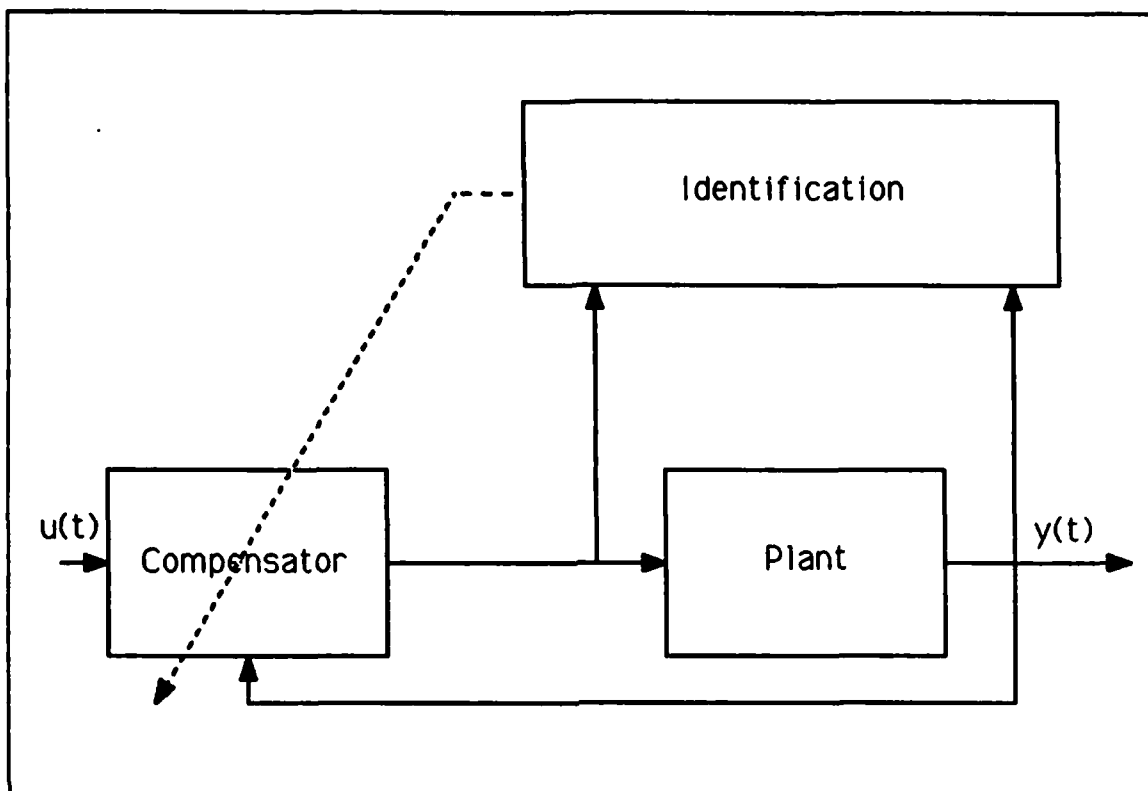 Identification
u(t)
Compensator
Plant
y(t)